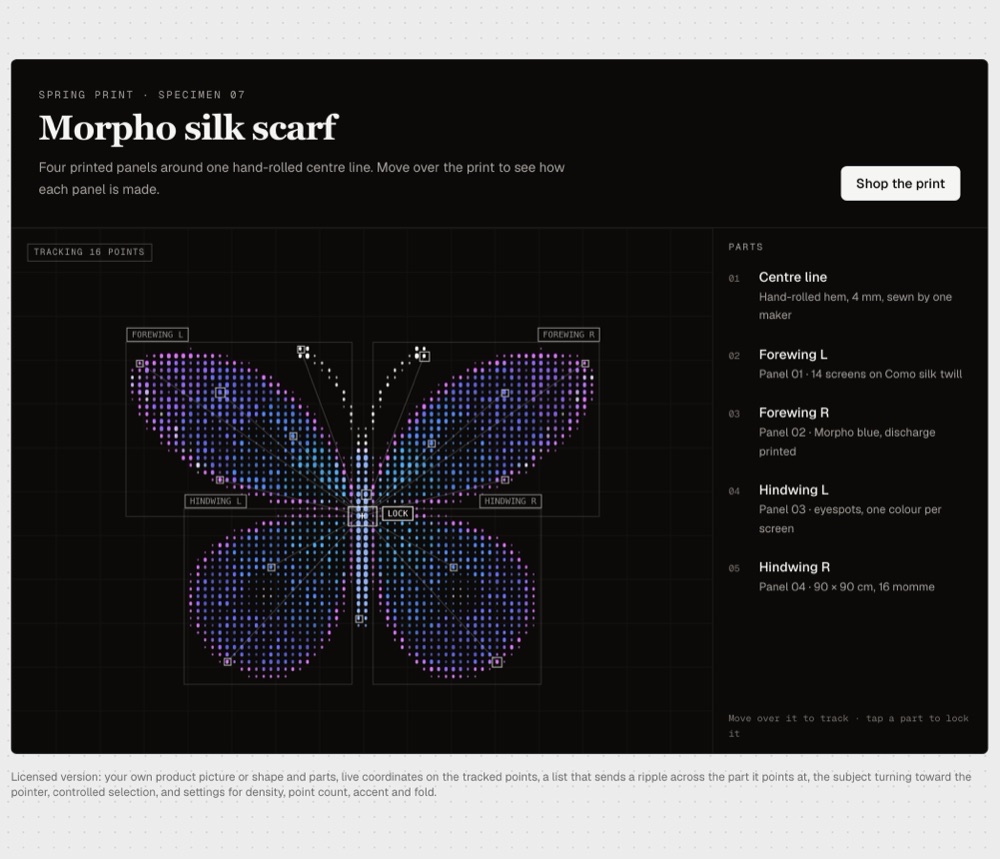 SPRING PRINT · SPECIMEN 07
Morpho silk scarf
Four printed panels around one hand-rolled centre line. Move over the print to see how
each panel is made.
Shop the print
TRACKING 16 POINTS
FOREWING L
FOREWING R
HINDWING L
HINDWING R
LOCK
PARTS
01 Centre line
Hand-rolled hem, 4 mm, sewn by one
maker
02 Forewing L
Panel 01 · 14 screens on Como silk twill
03 Forewing R
Panel 02 · Morpho blue, discharge
printed
04 Hindwing L
Panel 03 · eyespots, one colour per
screen
05 Hindwing R
Panel 04 · 90 × 90 cm, 16 momme
Move over it to track · tap a part to lock
it
Licensed version: your own product picture or shape and parts, live coordinates on the tracked points, a list that sends a ripple across the part it points at, the subject turning toward the
pointer, controlled selection, and settings for density, point count, accent and fold.